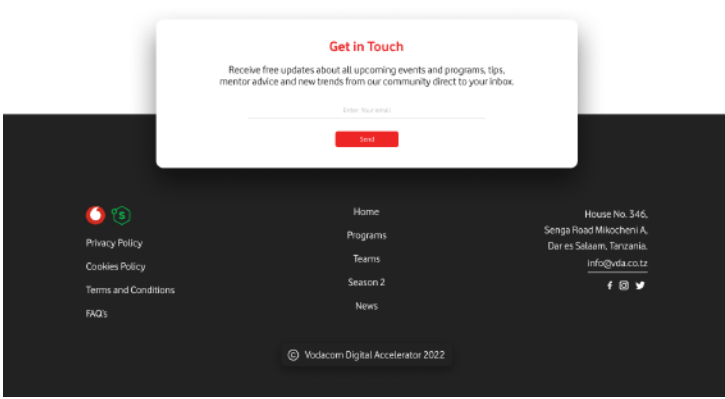 Get in Touch
Receive free updates about all upcoming events and programs, tips,
mentor advice and new trends from our community direct to your inbox.
Enter Your email
Send
S
Privacy Policy
Cookies Policy
Terms and Conditions
FAQ's
Home
Programs
Teams
Season 2
News
House No. 346,
Senga Road Mikocheni A,
Dar es Salaam, Tanzania.
info@vda.co.tz
© Vodacom Digital Accelerator 2022